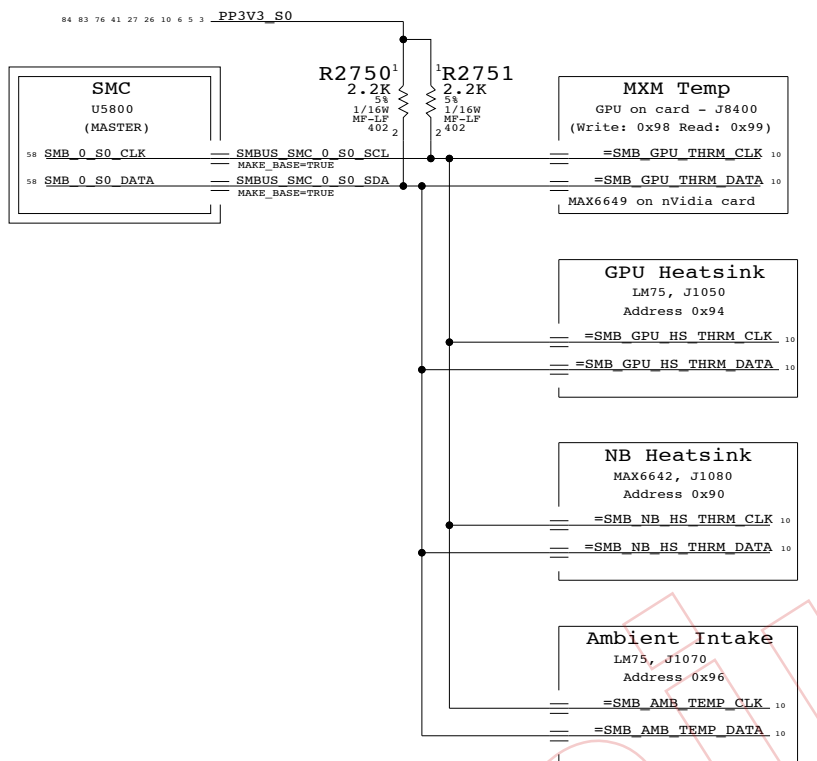 84 83 76 41 27 26 10 6 5 3 PP3V3_S0
SMC
U5800
(MASTER)
58 SMB_0_S0_CLK
SMBUS_SMC_0_S0_SCL
MAKE_BASE=TRUE
58 SMB_0_S0_DATA
SMBUS_SMC_0_S0_SDA
MAKE_BASE=TRUE
R2750 1
2.2K
5%
1/16W
MF-LF
402 2
1 R2751
2.2K
5%
1/16W
MF-LF
2 402
MXM Temp
GPU on card - J8400
(Write: 0x98 Read: 0x99)
=SMB_GPU_THRM_CLK 10
=SMB_GPU_THRM_DATA 10
MAX6649 on nVidia card
GPU Heatsink
LM75, J1050
Address 0x94
=SMB_GPU_HS_THRM_CLK 10
=SMB_GPU_HS_THRM_DATA 10
NB Heatsink
MAX6642, J1080
Address 0x90
=SMB_NB_HS_THRM_CLK 10
=SMB_NB_HS_THRM_DATA 10
Ambient Intake
LM75, J1070
Address 0x96
=SMB_AMB_TEMP_CLK 10
=SMB_AMB_TEMP_DATA 10